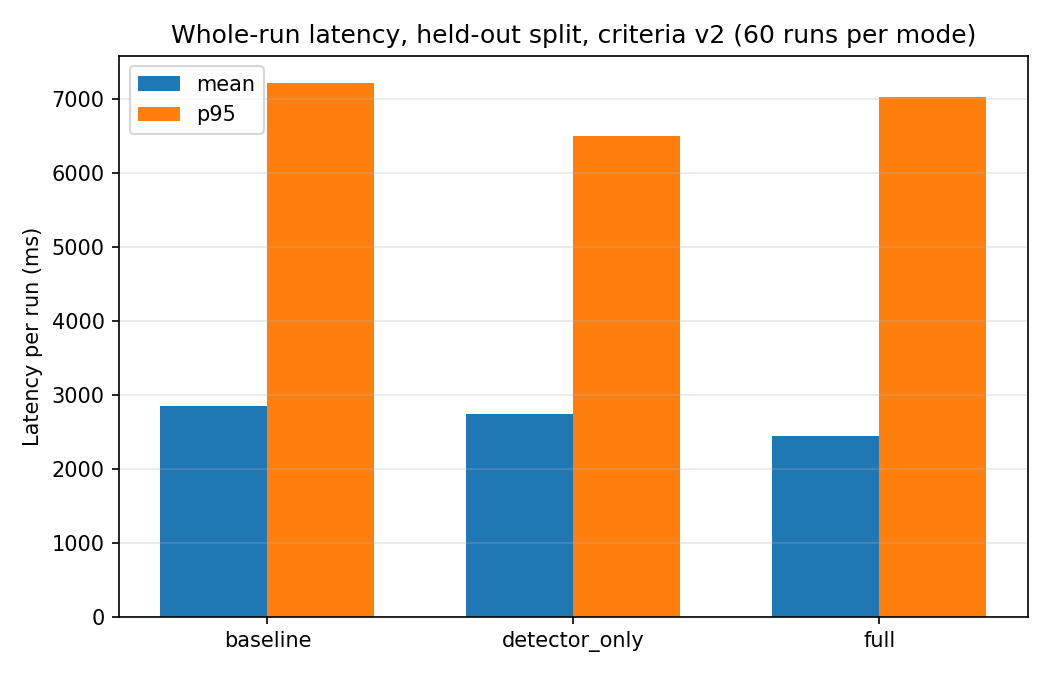 Whole-run latency, held-out split, criteria v2 (60 runs per mode)
mean
p95
Latency per run (ms)
7000
6000
5000
4000
3000
2000
1000
0
baseline
detector_only
full